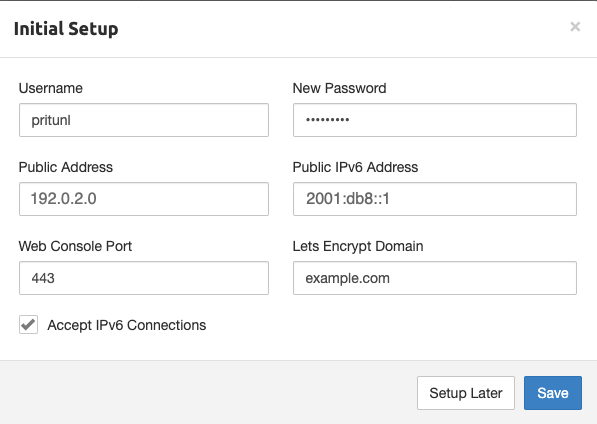 Initial Setup ×
Username New Password
pritunl •••••••••
Public Address Public IPv6 Address
192.0.2.0 2001:db8::1
Web Console Port Lets Encrypt Domain
443 example.com
Accept IPv6 Connections
Setup Later Save